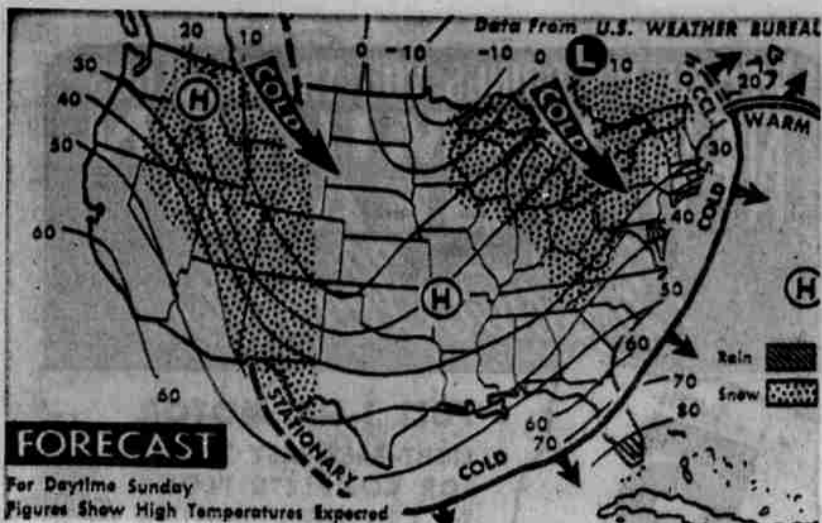 Data from U.S. WEATHER BUREAU
20
10
0
-10
-10
0
L
10
OCCL.
20
WARM
30
H
COLD
COLD
30
40
50
40
COLD
60
H
50
H
60
Rain
70
Snow
60
80
STATIONARY
60
70
COLD
FORECAST
For Daytime Sunday
Figures Show High Temperatures Expected